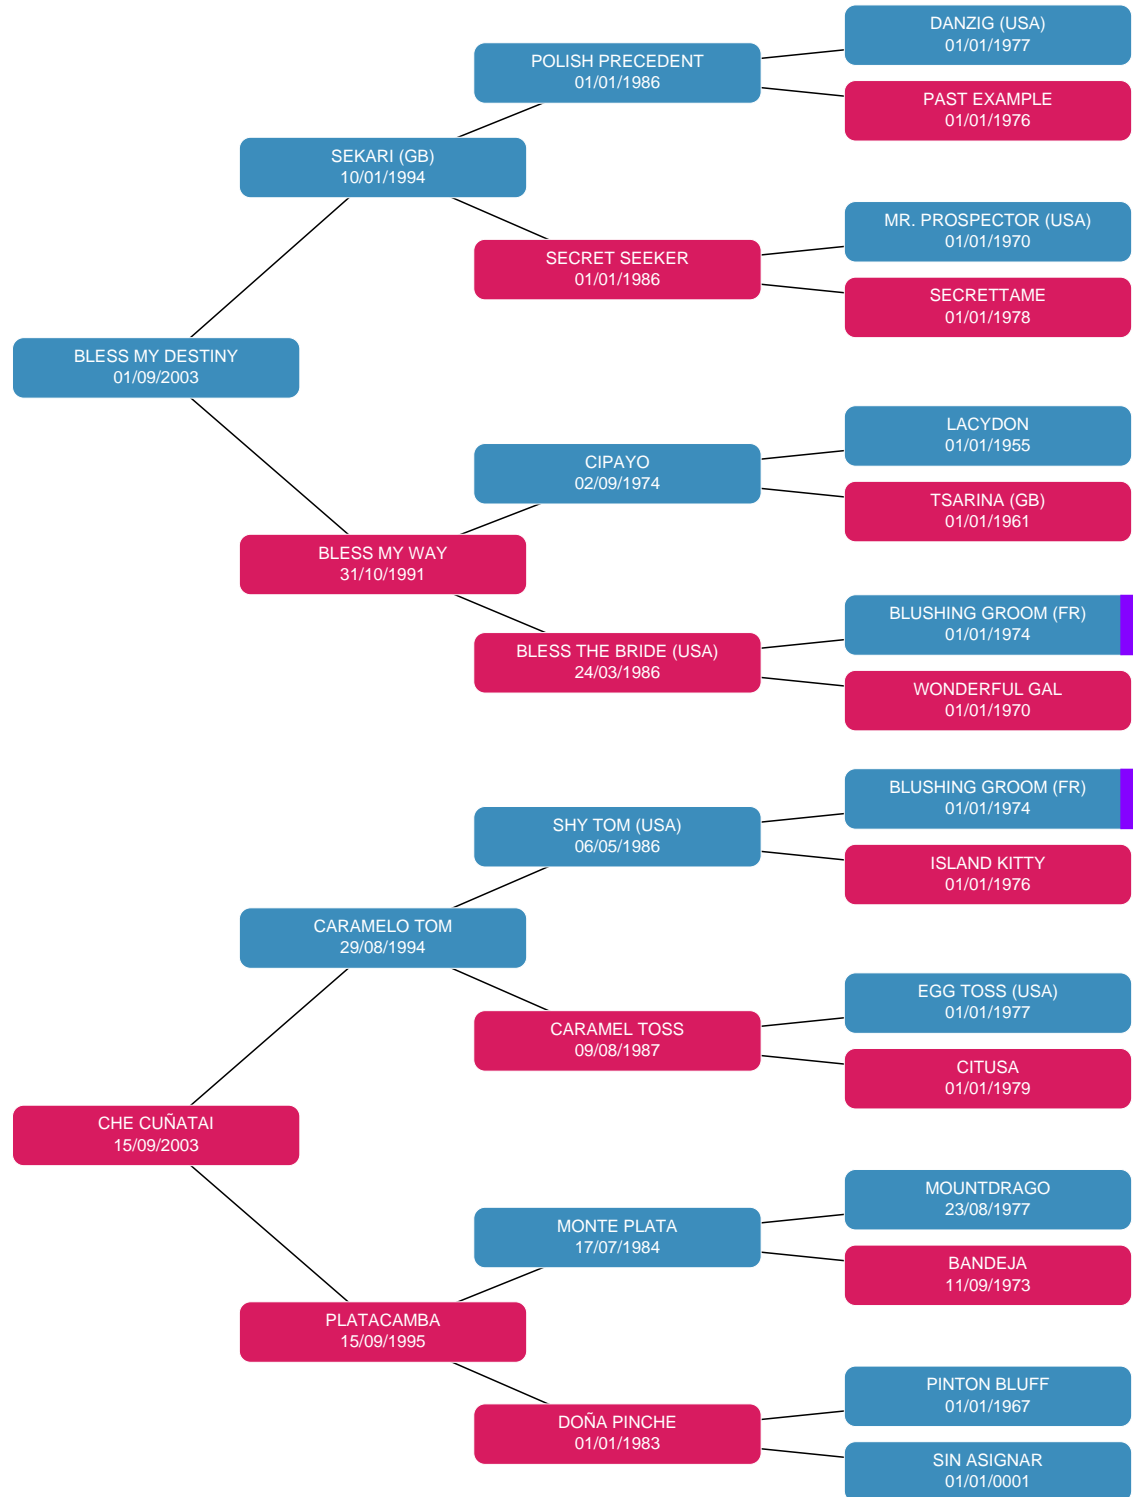 DANZIG (USA)
01/01/1977
POLISH PRECEDENT
01/01/1986
PAST EXAMPLE
01/01/1976
SEKARI (GB)
10/01/1994
MR. PROSPECTOR (USA)
01/01/1970
SECRET SEEKER
01/01/1986
SECRETTAME
01/01/1978
BLESS MY DESTINY
01/09/2003
LACYDON
01/01/1955
CIPAYO
02/09/1974
TSARINA (GB)
01/01/1961
BLESS MY WAY
31/10/1991
BLUSHING GROOM (FR)
01/01/1974
BLESS THE BRIDE (USA)
24/03/1986
WONDERFUL GAL
01/01/1970
BLUSHING GROOM (FR)
01/01/1974
SHY TOM (USA)
06/05/1986
ISLAND KITTY
01/01/1976
CARAMELO TOM
29/08/1994
EGG TOSS (USA)
01/01/1977
CARAMEL TOSS
09/08/1987
CITUSA
01/01/1979
CHE CUÑATAI
15/09/2003
MOUNTDRAGO
23/08/1977
MONTE PLATA
17/07/1984
BANDEJA
11/09/1973
PLATACAMBA
15/09/1995
PINTON BLUFF
01/01/1967
DOÑA PINCHE
01/01/1983
SIN ASIGNAR
01/01/0001